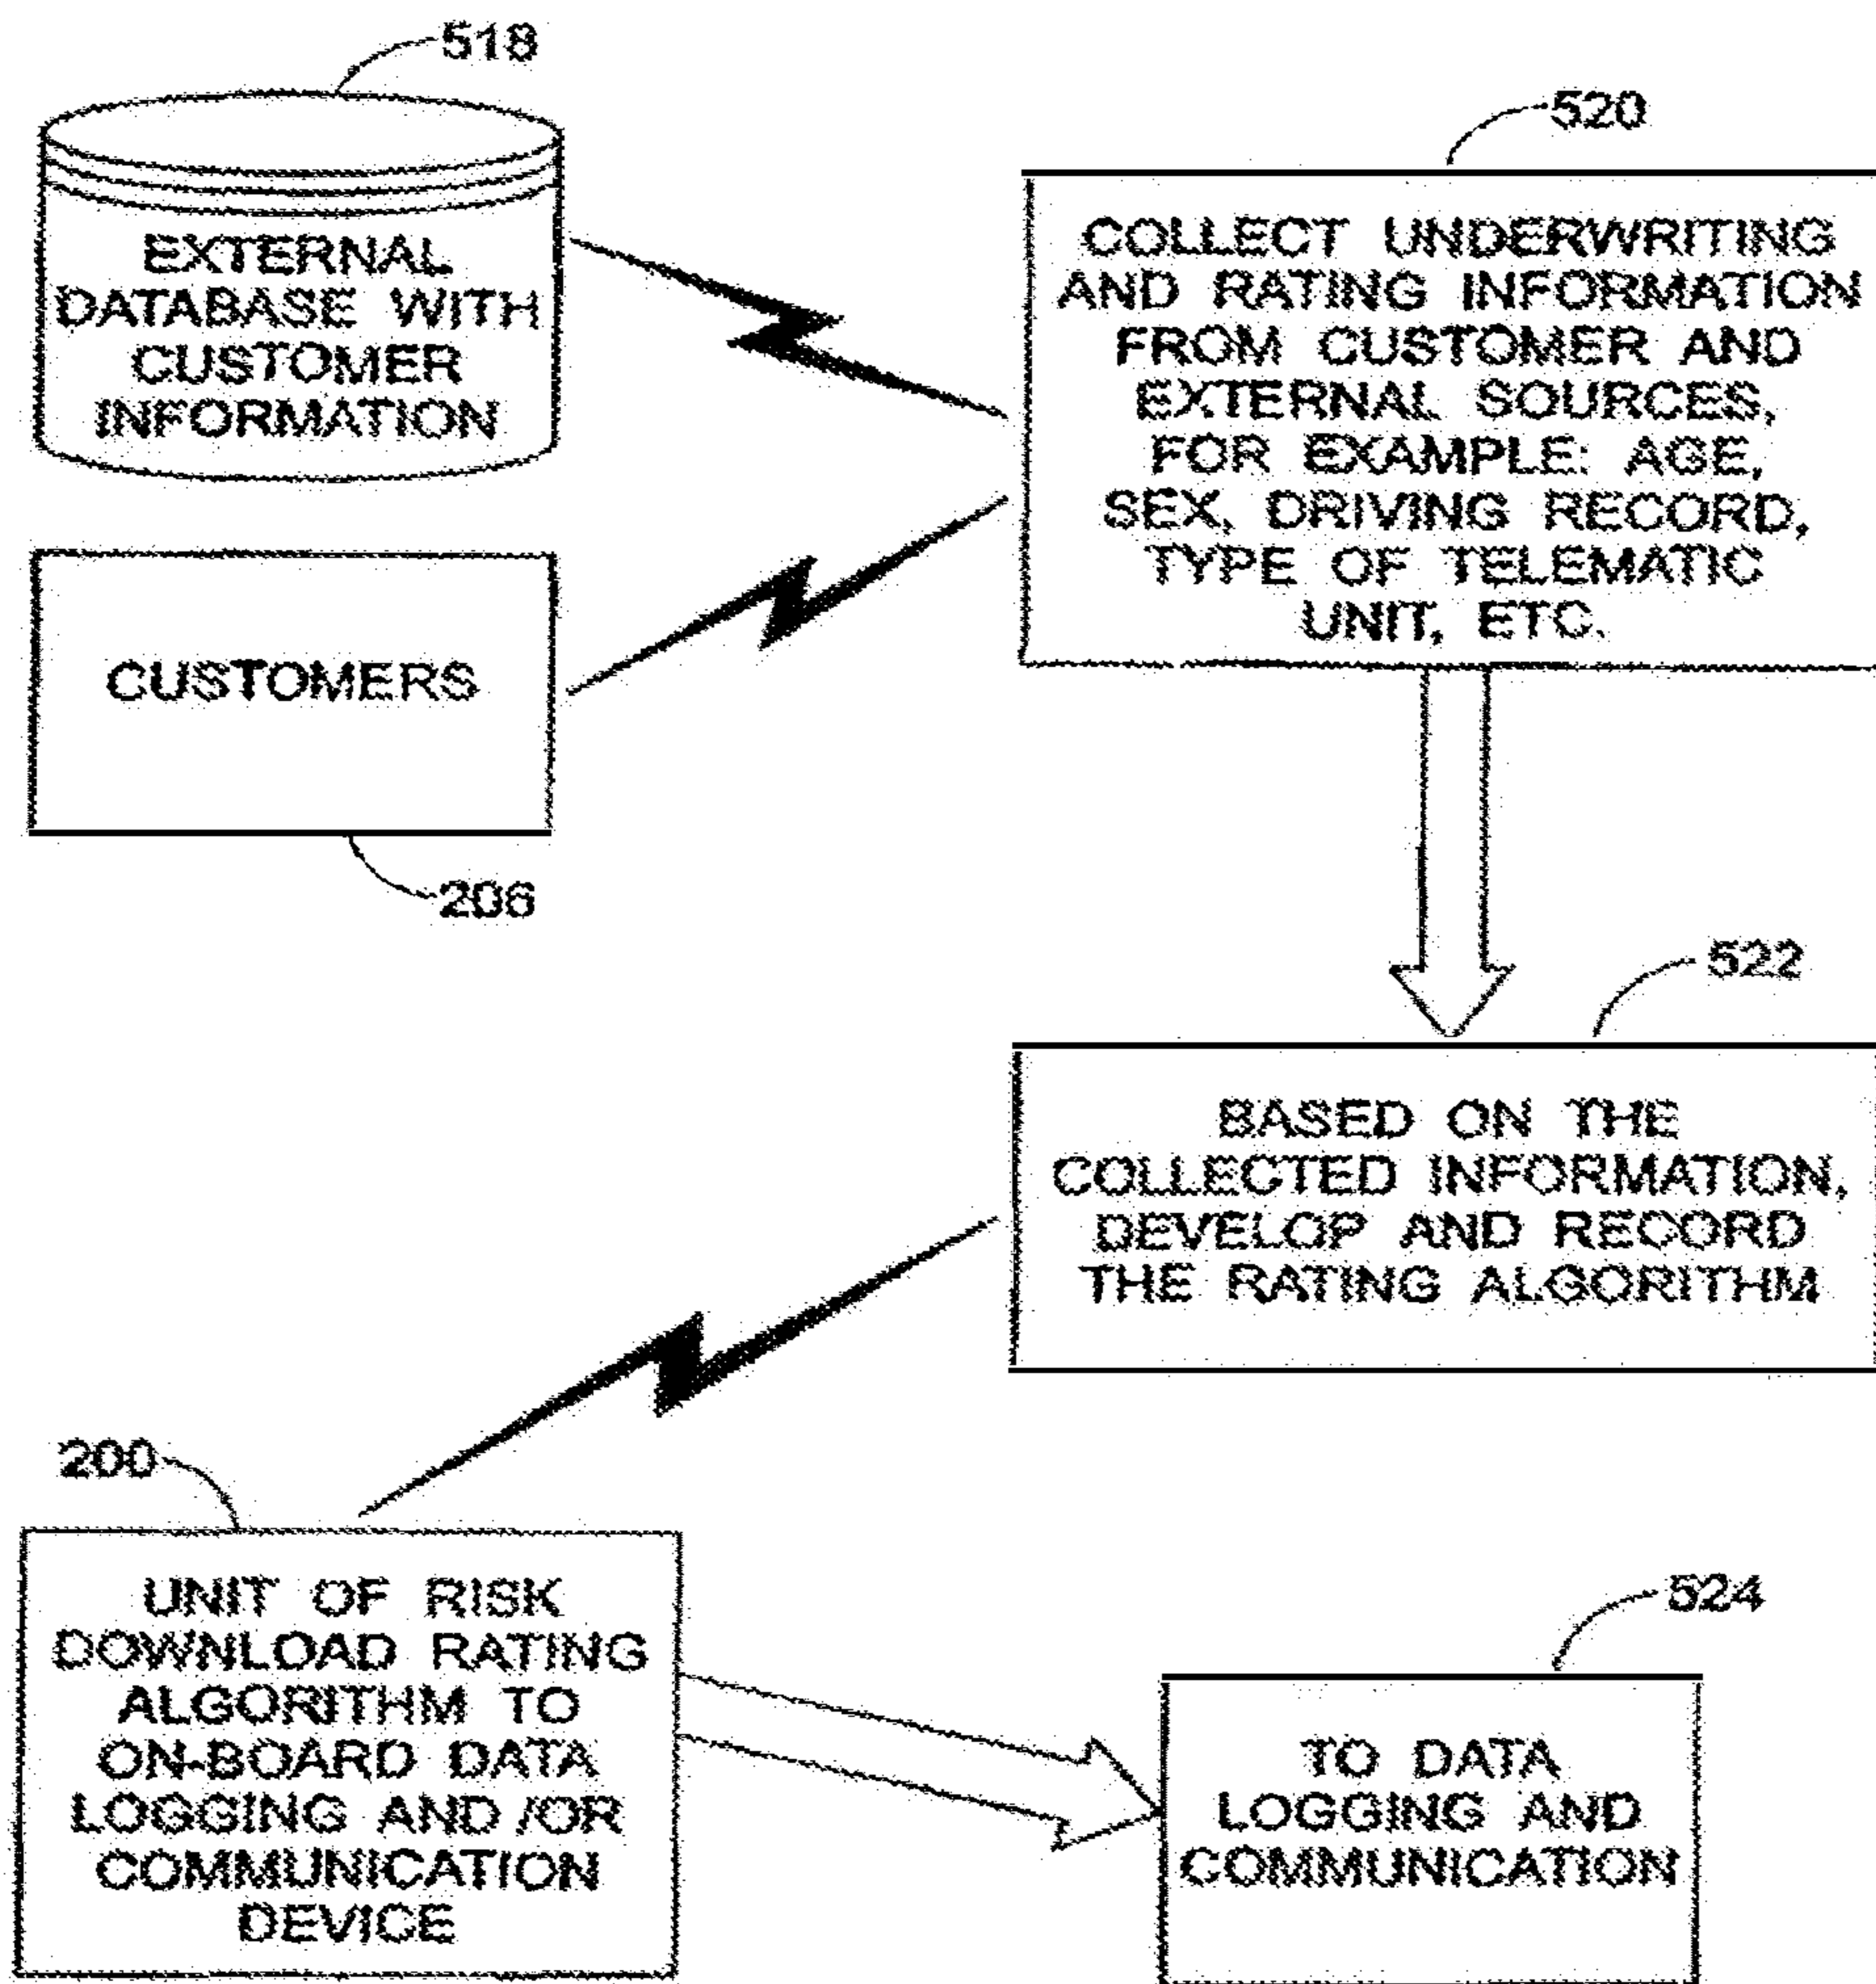 518
EXTERNAL
DATABASE WITH
CUSTOMER
INFORMATION
520
COLLECT UNDERWRITING
AND RATING INFORMATION
FROM CUSTOMER AND
EXTERNAL SOURCES,
FOR EXAMPLE: AGE,
SEX, DRIVING RECORD,
TYPE OF TELEMATIC
UNIT, ETC.
CUSTOMERS
206
522
BASED ON THE
COLLECTED INFORMATION,
DEVELOP AND RECORD
THE RATING ALGORITHM
200
UNIT OF RISK
DOWNLOAD RATING
ALGORITHM TO
ON-BOARD DATA
LOGGING AND /OR
COMMUNICATION
DEVICE
524
TO DATA
LOGGING AND
COMMUNICATION